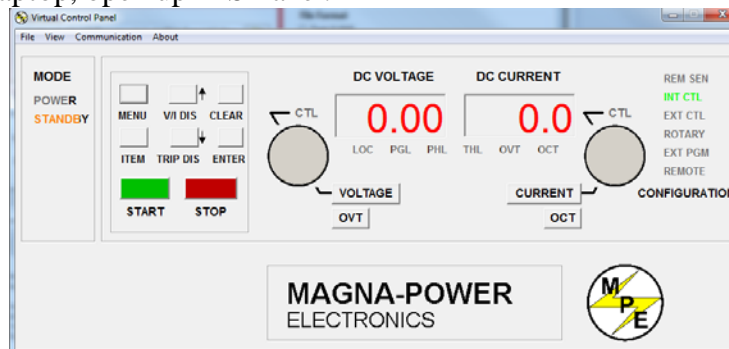 Virtual Control Panel
File View Communication About
MODE
POWER
STANDBY
MENU V/I DIS CLEAR
ITEM TRIP DIS ENTER
START STOP
CTL
DC VOLTAGE DC CURRENT
0.00 0.0
LOC PGL PHL THL OVT OCT
CTL
VOLTAGE CURRENT
OVT OCT
REM SEN
INT CTL
EXT CTL
ROTARY
EXT PGM
REMOTE
CONFIGURATION
MAGNA-POWER
ELECTRONICS
MPE